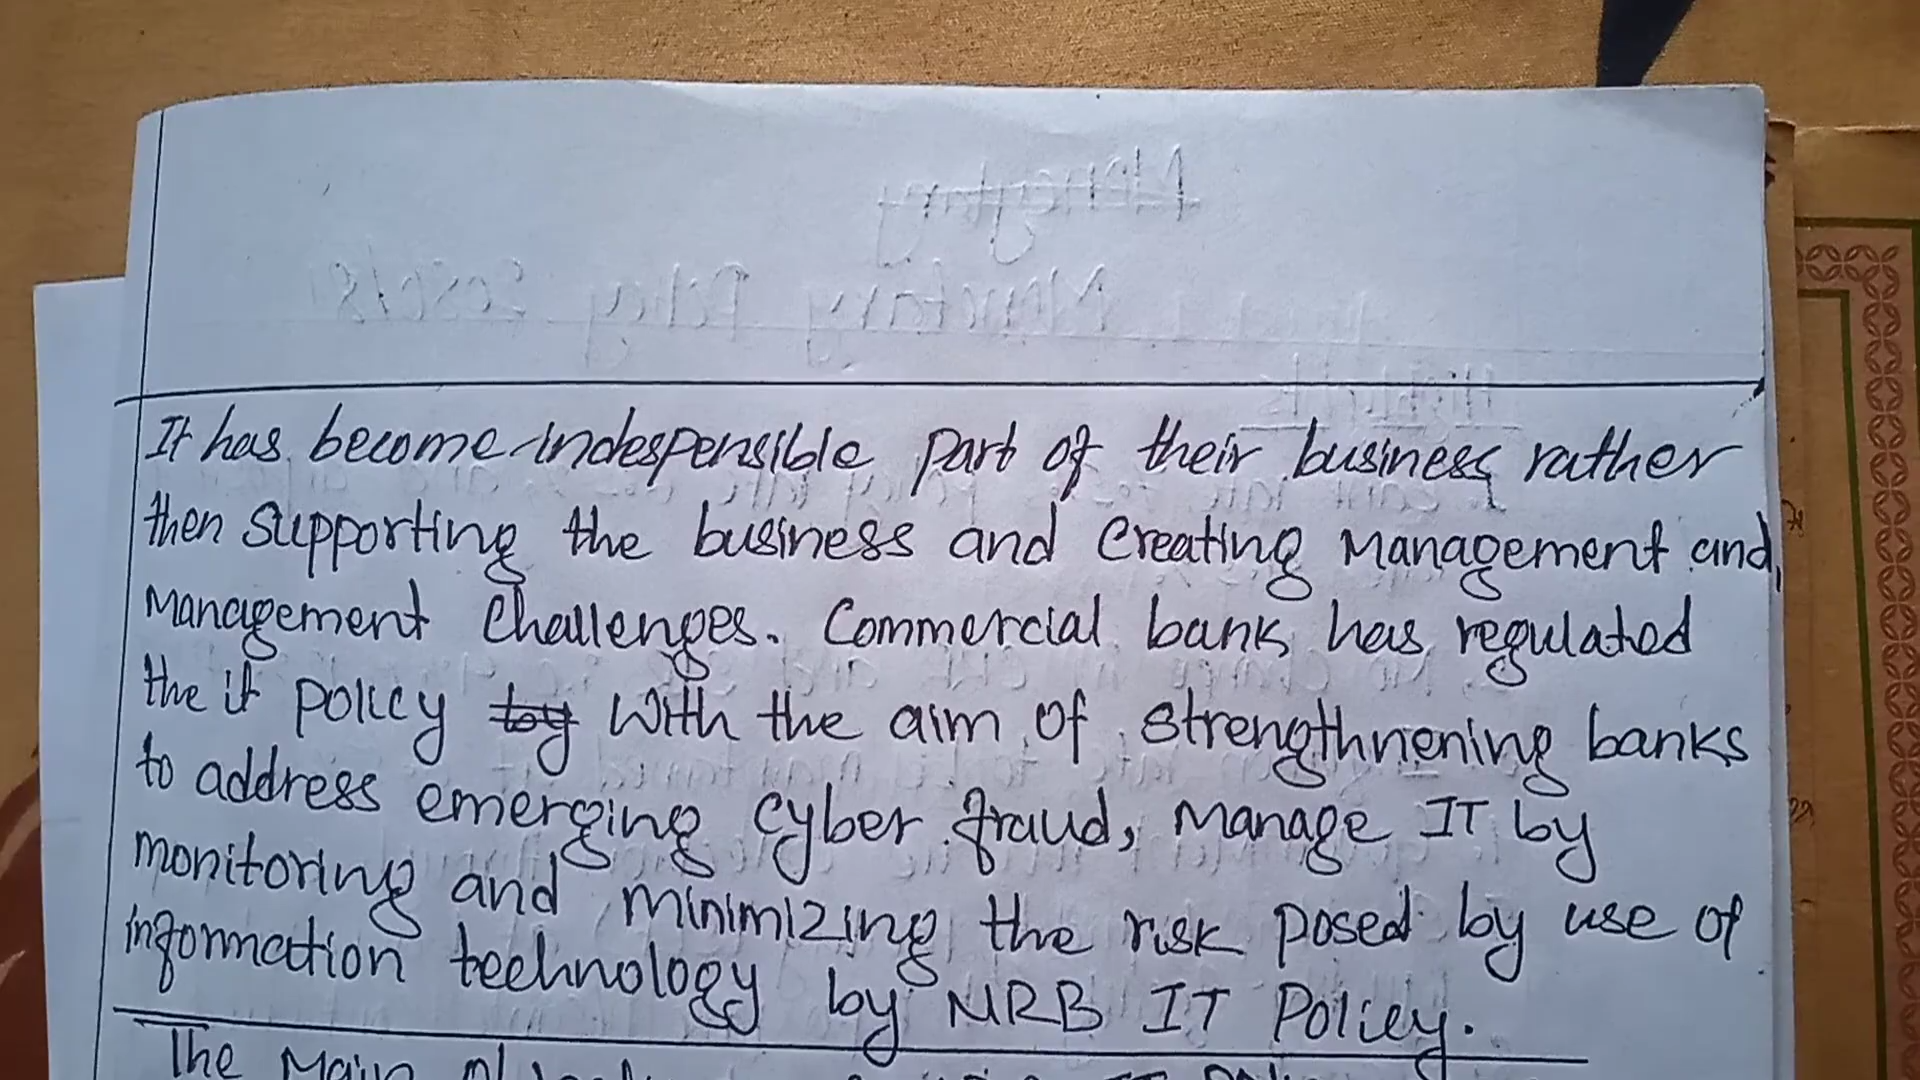 It has become indespensible part of their business rather
then supporting the business and creating management and
management challenges. Commercial bank has regulated
the it policy by with the aim of strengthnening banks
to address emerging cyber fraud, manage IT by
monitoring and minimizing the risk posed by use of
information technology by NRB IT Policy.
The Main